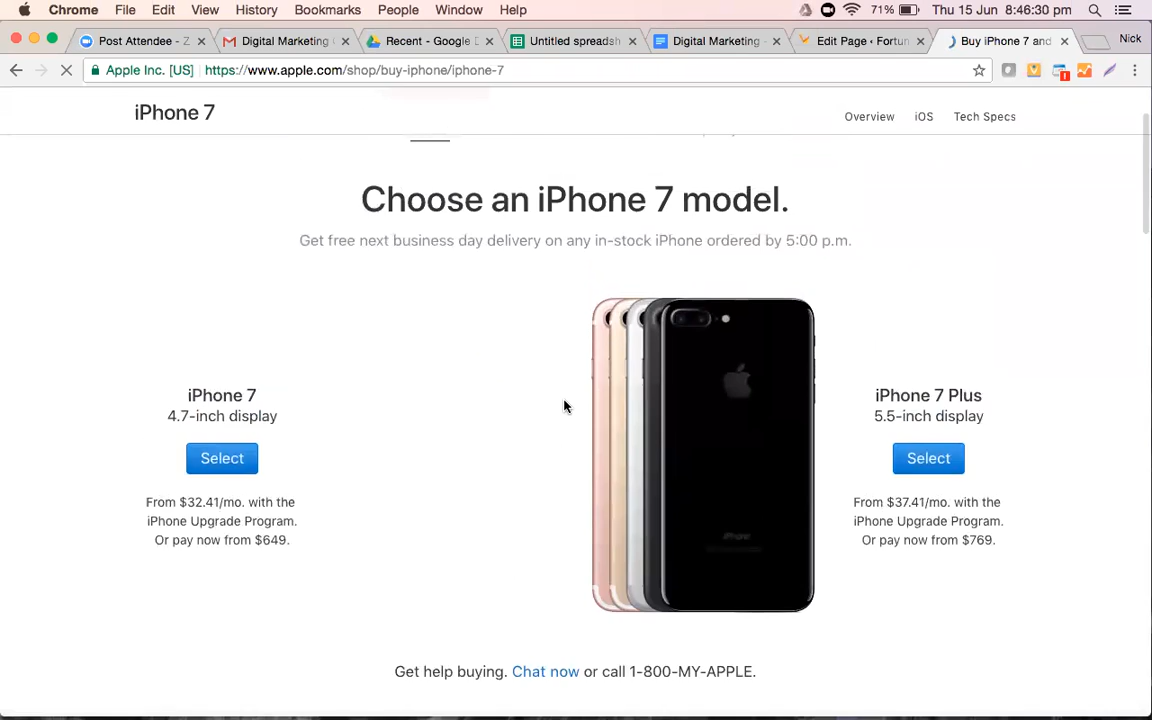 Chrome File Edit View History Bookmarks People Window Help 71% Thu 15 Jun 8:46:30 pm
Post Attendee - Z Digital Marketing Recent - Google D Untitled spreadsh Digital Marketing - Edit Page ‹ Fortun Buy iPhone 7 and Nick
Apple Inc. [US] https://www.apple.com/shop/buy-iphone/iphone-7
iPhone 7 Overview iOS Tech Specs
Choose an iPhone 7 model.
Get free next business day delivery on any in-stock iPhone ordered by 5:00 p.m.
iPhone 7
4.7-inch display
Select
From $32.41/mo. with the
iPhone Upgrade Program.
Or pay now from $649.
iPhone
iPhone 7 Plus
5.5-inch display
Select
From $37.41/mo. with the
iPhone Upgrade Program.
Or pay now from $769.
Get help buying. Chat now or call 1-800-MY-APPLE.